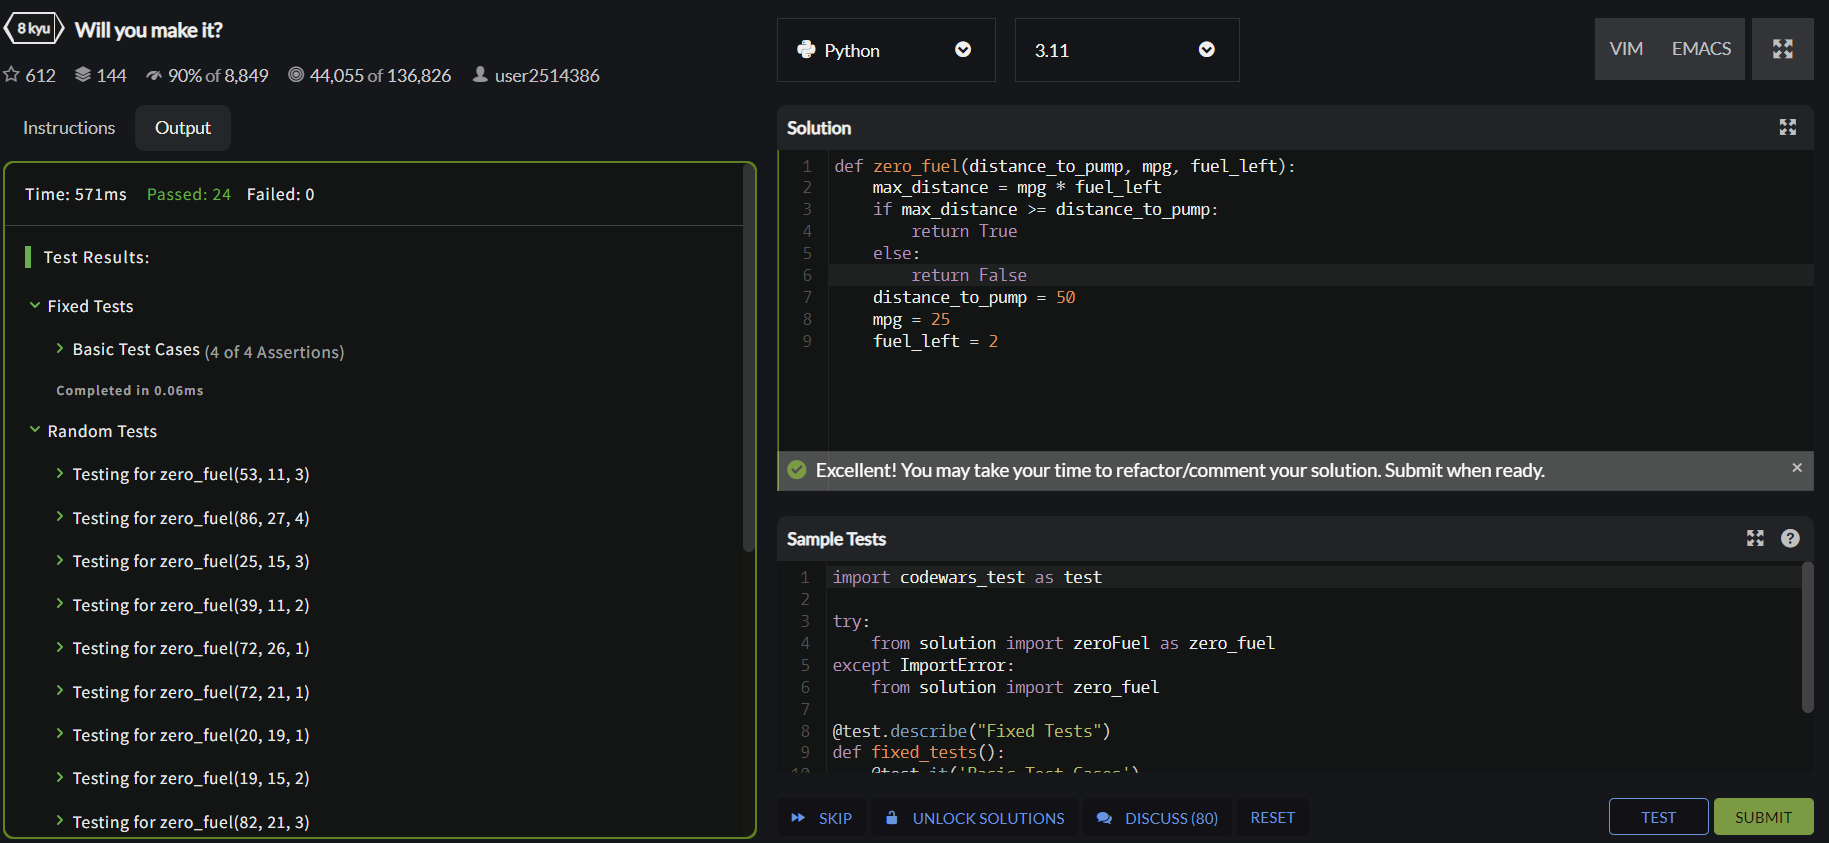 8 kyu Will you make it?
612 144 90% of 8,849 44,055 of 136,826 user2514386
Instructions Output
Time: 571ms Passed: 24 Failed: 0
Test Results:
Fixed Tests
Basic Test Cases (4 of 4 Assertions)
Completed in 0.06ms
Random Tests
Testing for zero_fuel(53, 11, 3)
Testing for zero_fuel(86, 27, 4)
Testing for zero_fuel(25, 15, 3)
Testing for zero_fuel(39, 11, 2)
Testing for zero_fuel(72, 26, 1)
Testing for zero_fuel(72, 21, 1)
Testing for zero_fuel(20, 19, 1)
Testing for zero_fuel(19, 15, 2)
Testing for zero_fuel(82, 21, 3)
Python 3.11 VIM EMACS
Solution
1 def zero_fuel(distance_to_pump, mpg, fuel_left):
2 max_distance = mpg * fuel_left
3 if max_distance >= distance_to_pump:
4 return True
5 else:
6 return False
7 distance_to_pump = 50
8 mpg = 25
9 fuel_left = 2
Excellent! You may take your time to refactor/comment your solution. Submit when ready. ×
Sample Tests ?
1 import codewars_test as test
2
3 try:
4 from solution import zeroFuel as zero_fuel
5 except ImportError:
6 from solution import zero_fuel
7
8 @test.describe("Fixed Tests")
9 def fixed_tests():
10 @test.it('Basic Test Cases')
SKIP UNLOCK SOLUTIONS DISCUSS (80) RESET TEST SUBMIT